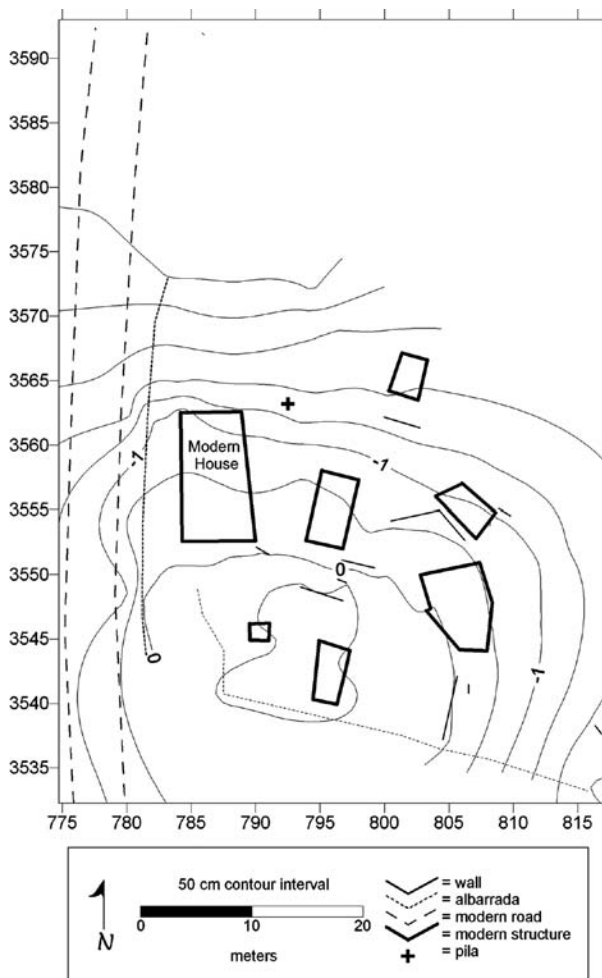 3590
3585
3580
3575
3570
3565
3560
3555
3550
3545
3540
3535
Modern
House
-1
-1
0
0
-1
775 780 785 790 795 800 805 810 815
N
50 cm contour interval
0 10 20
meters
= wall
= albarrada
= modern road
= modern structure
= pila